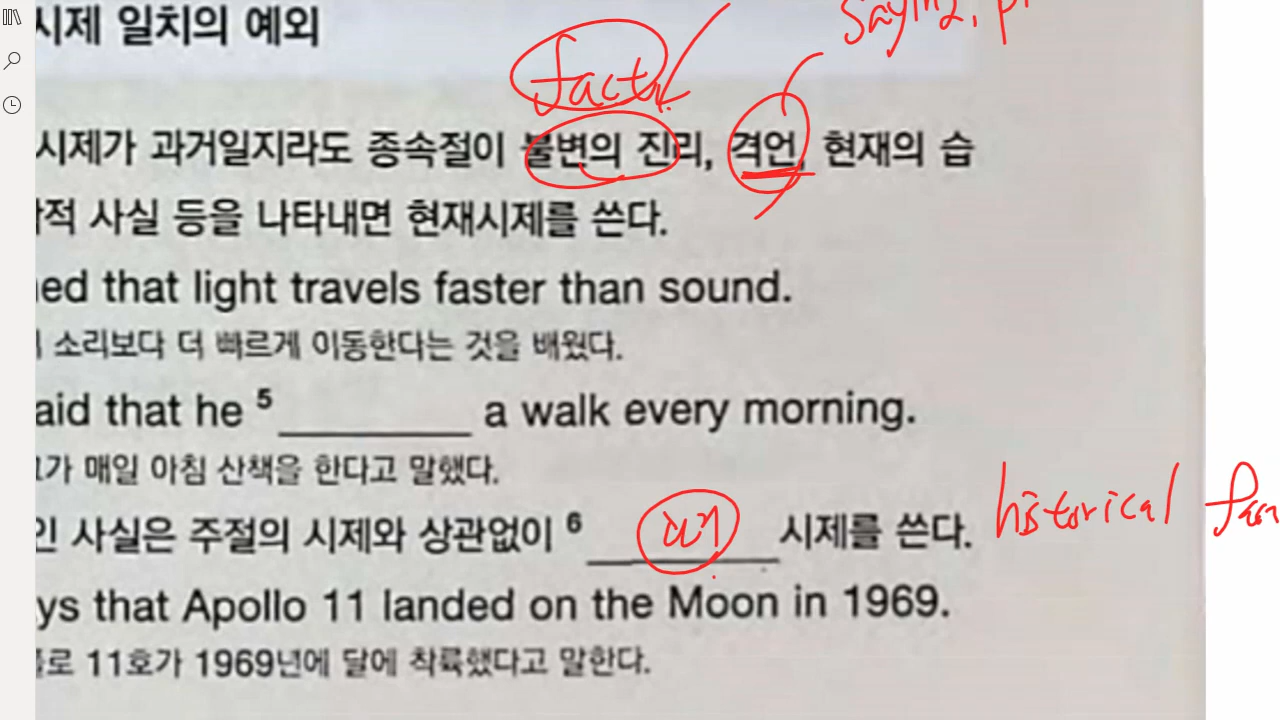 시제 일치의 예외
fact
시제가 과거일지라도 종속절이 불변의 진리, 격언, 현재의 습
적 사실 등을 나타내면 현재시제를 쓴다.
ned that light travels faster than sound.
소리보다 더 빠르게 이동한다는 것을 배웠다.
aid that he 5 ________ a walk every morning.
가 매일 아침 산책을 한다고 말했다.
인 사실은 주절의 시제와 상관없이 6 ________ 시제를 쓴다. historical
ys that Apollo 11 landed on the Moon in 1969.
로 11호가 1969년에 달에 착륙했다고 말한다.